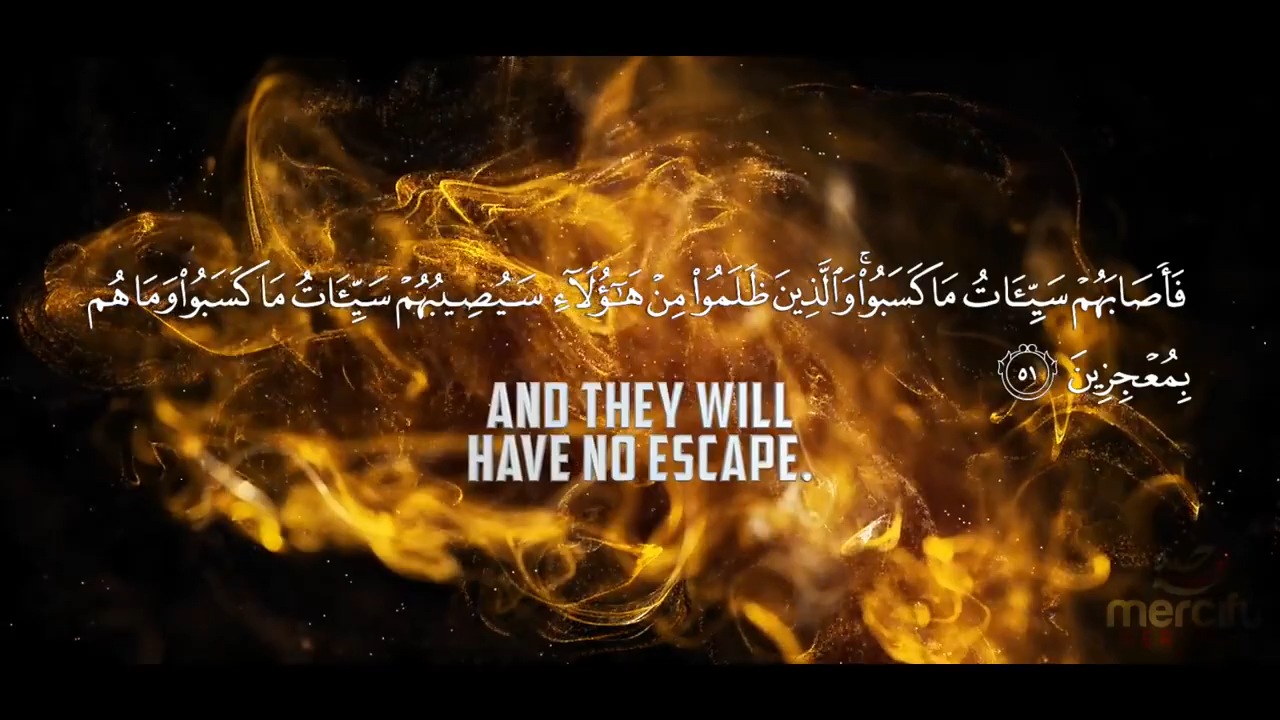 فَأَصَابَهُمۡ سَيِّـَٔاتُ مَا كَسَبُواْۚ وَٱلَّذِينَ ظَلَمُواْ مِنۡ هَـٰٓؤُلَآءِ سَيُصِيبُهُمۡ سَيِّـَٔاتُ مَا كَسَبُواْ وَمَا هُم
بِمُعۡجِزِينَ ٥١
AND THEY WILL
HAVE NO ESCAPE.